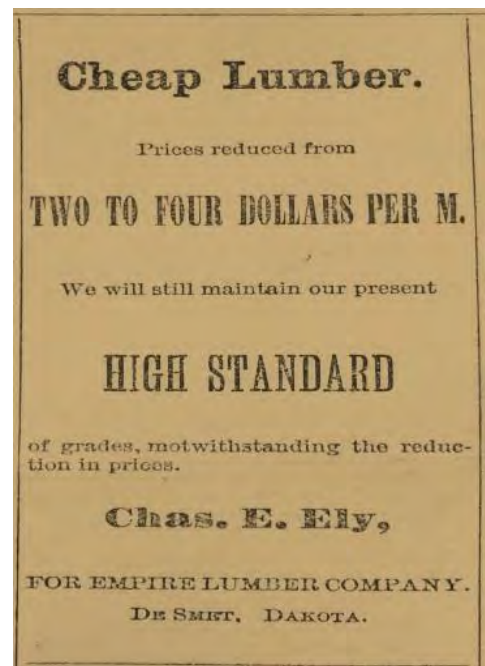 Cheap Lumber.
Prices reduced from
TWO TO FOUR DOLLARS PER M.
We will still maintain our present
HIGH STANDARD
of grades, motwithstanding the reduc-
tion in prices.
Chas. E. Ely,
FOR EMPIRE LUMBER COMPANY.
DE SMET, DAKOTA.